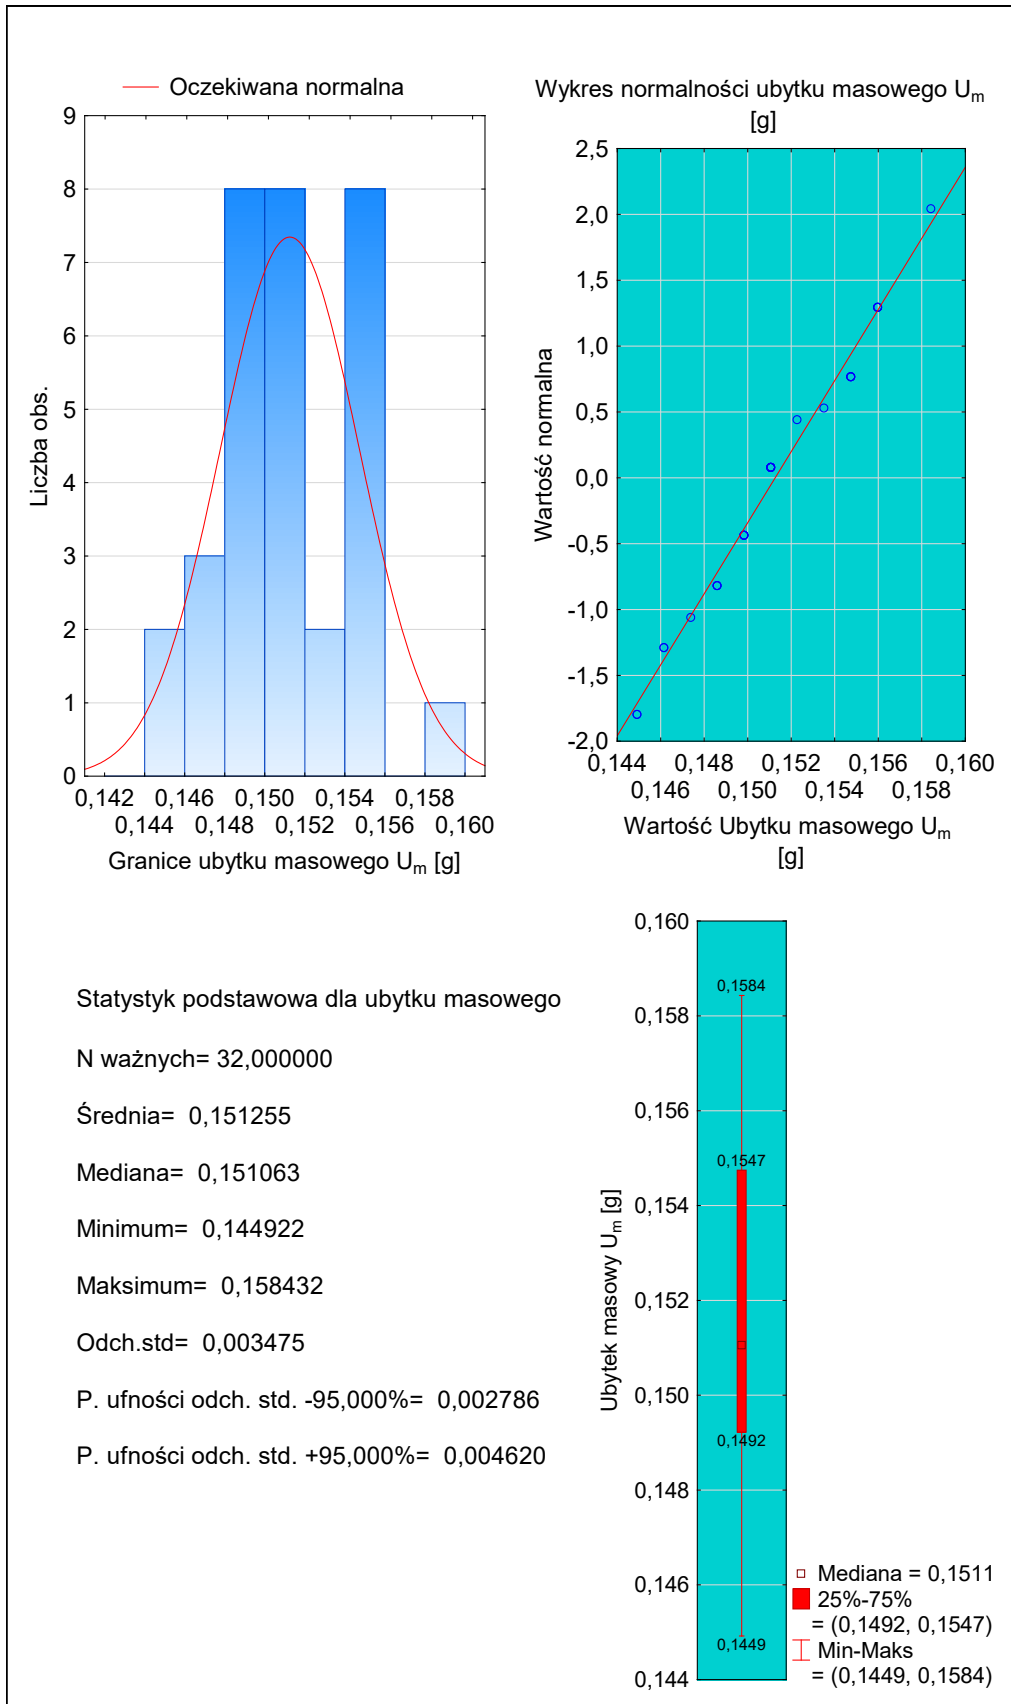 Oczekiwana normalna
9
8
7
6
5
4
3
2
1
0
Liczba obs.
0,142 0,146 0,150 0,154 0,158
0,144 0,148 0,152 0,156 0,160
Granice ubytku masowego Um [g]
Wykres normalności ubytku masowego Um
[g]
2,5
2,0
1,5
1,0
0,5
0,0
-0,5
-1,0
-1,5
-2,0
Wartość normalna
0,144 0,148 0,152 0,156 0,160
0,146 0,150 0,154 0,158
Wartość Ubytku masowego Um
[g]
Statystyk podstawowa dla ubytku masowego
N ważnych= 32,000000
Średnia= 0,151255
Mediana= 0,151063
Minimum= 0,144922
Maksimum= 0,158432
Odch.std= 0,003475
P. ufności odch. std. -95,000%= 0,002786
P. ufności odch. std. +95,000%= 0,004620
0,160
0,158
0,156
0,154
0,152
0,150
0,148
0,146
0,144
Ubytek masowy Um [g]
0,1584
0,1547
0,1492
0,1449
Mediana = 0,1511
25%-75%
= (0,1492, 0,1547)
Min-Maks
= (0,1449, 0,1584)